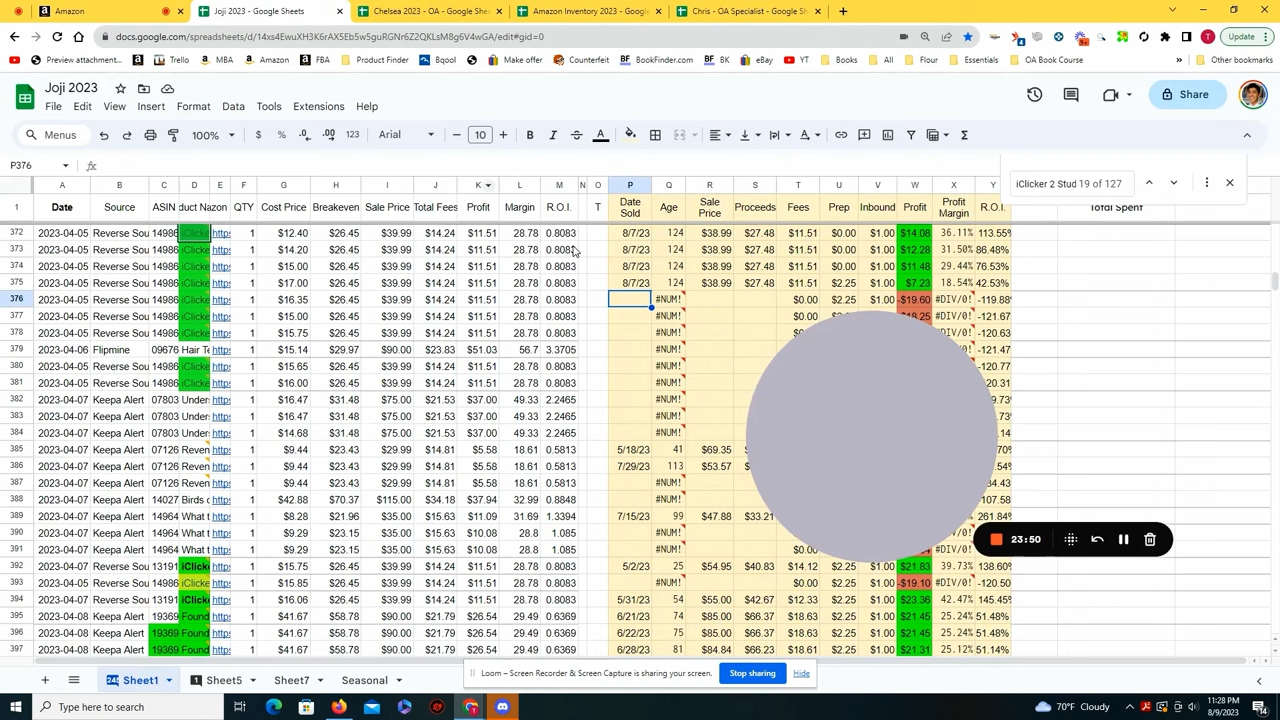 Amazon
Joji 2023 - Google Sheets
Chelsea 2023 - OA - Google She
Amazon Inventory 2023 - Google
Chris - OA Specialist - Google Sh
docs.google.com/spreadsheets/d/14xs4EwuXH3K6rAX5Eb5w5guRGNr6Z2QKLsM8g6V4wGA/edit#gid=0
T Update
Preview attachment... Trello MBA Amazon FBA Product Finder Bqool Make offer Counterfeit BookFinder.com BK eBay YT Books All Flour Essentials OA Book Course Other bookmarks
Joji 2023
File Edit View Insert Format Data Tools Extensions Help
Share
Menus 100% $ % .0 .00 123 Arial 10 B I A
P376 fx
iClicker 2 Stud 19 of 127
A B C D E F G H I J K L M N O P Q R S T U V W X Y
1 Date Source ASIN duct Nazon QTY Cost Price Breakeven Sale Price Total Fees Profit Margin R.O.I. T Date Sold Age Sale Price Proceeds Fees Prep Inbound Profit Profit Margin R.O.I. Total Spent
372 2023-04-05 Reverse Sou 14986 iClicke https 1 $12.40 $26.45 $39.99 $14.24 $11.51 28.78 0.8083 8/7/23 124 $38.99 $27.48 $11.51 $0.00 $1.00 $14.08 36.11% 113.55%
373 2023-04-05 Reverse Sou 14986 iClicke https 1 $14.20 $26.45 $39.99 $14.24 $11.51 28.78 0.8083 8/7/23 124 $38.99 $27.48 $11.51 $0.00 $1.00 $12.28 31.50% 86.48%
374 2023-04-05 Reverse Sou 14986 iClicke https 1 $15.00 $26.45 $39.99 $14.24 $11.51 28.78 0.8083 8/7/23 124 $38.99 $27.48 $11.51 $0.00 $1.00 $11.48 29.44% 76.53%
375 2023-04-05 Reverse Sou 14986 iClicke https 1 $17.00 $26.45 $39.99 $14.24 $11.51 28.78 0.8083 8/7/23 124 $38.99 $27.48 $11.51 $0.00 $1.00 $7.23 18.54% 42.53%
376 2023-04-05 Reverse Sou 14986 iClicke https 1 $16.35 $26.45 $39.99 $14.24 $11.51 28.78 0.8083 #NUM! $0.00 $2.25 $1.00 -$19.60 #DIV/0! -119.88
377 2023-04-05 Reverse Sou 14986 iClicke https 1 $15.00 $26.45 $39.99 $14.24 $11.51 28.78 0.8083 #NUM! $0.00 $2.25 $1.00 #DIV/0! -121.67
378 2023-04-05 Reverse Sou 14986 iClicke https 1 $15.75 $26.45 $39.99 $14.24 $11.51 28.78 0.8083 #NUM! -120.63
379 2023-04-06 Flipmine 09676 Hair Te https 1 $15.14 $29.97 $90.00 $23.83 $51.03 56.7 3.3705 #NUM! -121.47
380 2023-04-05 Reverse Sou 14986 iClicke https 1 $15.65 $26.45 $39.99 $14.24 $11.51 28.78 0.8083 #NUM! -120.77
381 2023-04-05 Reverse Sou 14986 iClicke https 1 $16.00 $26.45 $39.99 $14.24 $11.51 28.78 0.8083 #NUM! 20.31
382 2023-04-07 Keepa Alert 07803 Unders https 1 $16.47 $31.48 $75.00 $21.53 $37.00 49.33 2.2465 #NUM! 9.73
383 2023-04-07 Keepa Alert 07803 Unders https 1 $16.47 $31.48 $75.00 $21.53 $37.00 49.33 2.2465 #NUM!
384 2023-04-07 Keepa Alert 07803 Unders https 1 $14.68 $31.48 $75.00 $21.53 $37.00 49.33 2.2465 #NUM! .14
385 2023-04-07 Keepa Alert 07126 Reven https 1 $9.44 $23.43 $30.00 $14.81 $5.58 18.61 0.5813 5/18/23 41 $69.35
386 2023-04-07 Keepa Alert 07126 Reven https 1 $9.44 $23.43 $30.00 $14.81 $5.58 18.61 0.5813 7/29/23 113 $53.57
387 2023-04-07 Keepa Alert 07126 Reven https 1 $9.44 $23.43 $30.00 $14.81 $5.58 18.61 0.5813 #NUM!
388 2023-04-07 Keepa Alert 14027 Birds o https 1 $42.88 $70.37 $115.00 $34.18 $37.94 32.99 0.8848 #NUM! 107.58
389 2023-04-07 Keepa Alert 14964 What t https 1 $8.28 $21.96 $35.00 $15.63 $11.09 31.69 1.3394 7/15/23 99 $47.88 $33.21 261.84%
390 2023-04-07 Keepa Alert 14964 What t https 1 $9.29 $23.15 $35.00 $15.63 $10.08 28.8 1.085 #NUM!
391 2023-04-07 Keepa Alert 14964 What t https 1 $9.29 $23.15 $35.00 $15.63 $10.08 28.8 1.085 #NUM! $0.00
392 2023-04-07 Reverse Sou 13191 iClicke https 1 $15.75 $23.43 $39.99 $14.24 $11.51 28.78 0.8083 5/2/23 25 $54.95 $40.83 $14.12 $2.25 $1.00 $21.83 39.73% 138.60%
393 2023-04-07 Reverse Sou 14986 iClicke https 1 $15.85 $26.45 $39.99 $14.24 $11.51 28.78 0.8083 #NUM! $0.00 $2.25 $1.00 -$19.10 #DIV/0! -120.50
394 2023-04-07 Reverse Sou 13191 iClicke https 1 $16.06 $26.45 $39.99 $14.24 $11.51 28.78 0.8083 5/31/23 54 $55.00 $42.67 $12.33 $2.25 $1.00 $23.36 42.47% 145.45%
395 2023-04-08 Keepa Alert 19369 Found https 1 $41.67 $58.78 $90.00 $21.79 $26.54 29.49 0.6369 6/21/23 74 $85.00 $66.37 $18.63 $2.25 $1.00 $21.45 25.24% 51.48%
396 2023-04-08 Keepa Alert 19369 Found https 1 $41.67 $58.78 $90.00 $21.79 $26.54 29.49 0.6369 6/22/23 75 $85.00 $66.37 $18.63 $2.25 $1.00 $21.45 25.24% 51.48%
397 2023-04-08 Keepa Alert 19369 Found https 1 $41.67 $58.78 $90.00 $21.79 $26.54 29.49 0.6369 6/28/23 81 $84.84 $66.23 $18.61 $2.25 $1.00 $21.31 25.12% 51.14%
23:50
Loom – Screen Recorder & Screen Capture is sharing your screen. Stop sharing Hide
Sheet1 Sheet5 Sheet7 Seasonal
Type here to search
70°F Cloudy
11:28 PM
8/9/2023
14